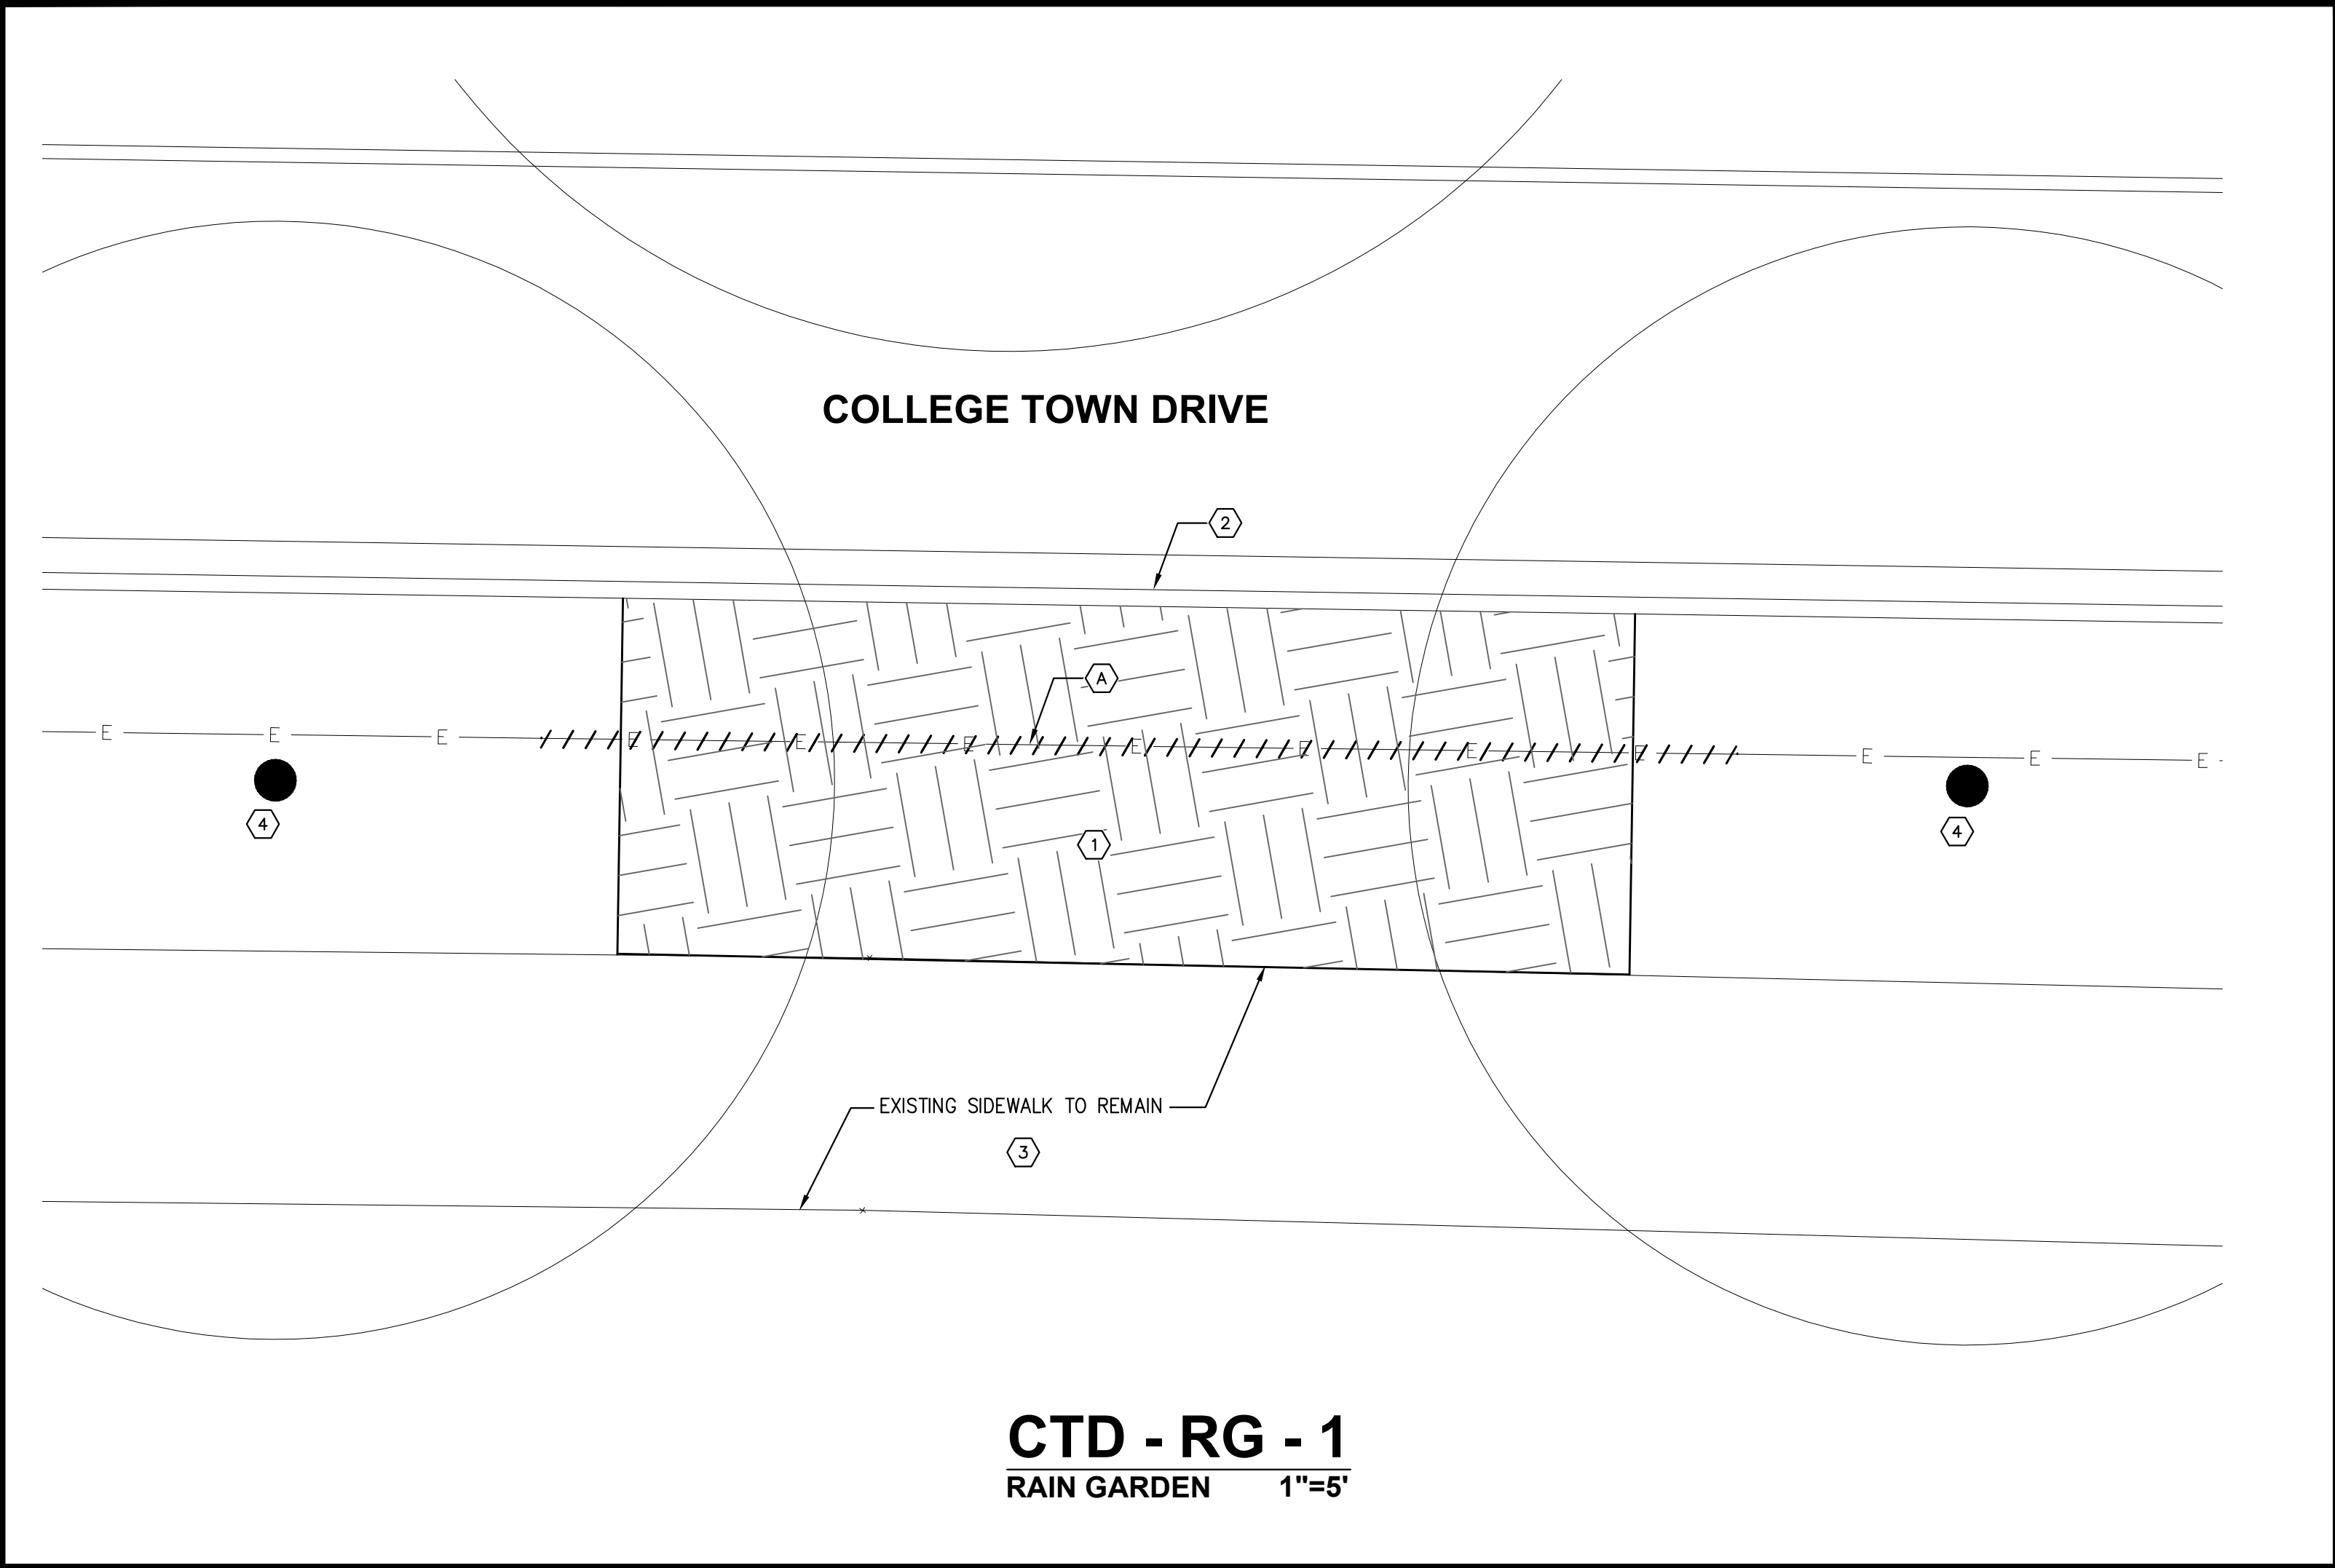 COLLEGE TOWN DRIVE
2
A
E E E E E E E E E E E E E
4
1
4
EXISTING SIDEWALK TO REMAIN
3
CTD - RG - 1
RAIN GARDEN 1"=5'